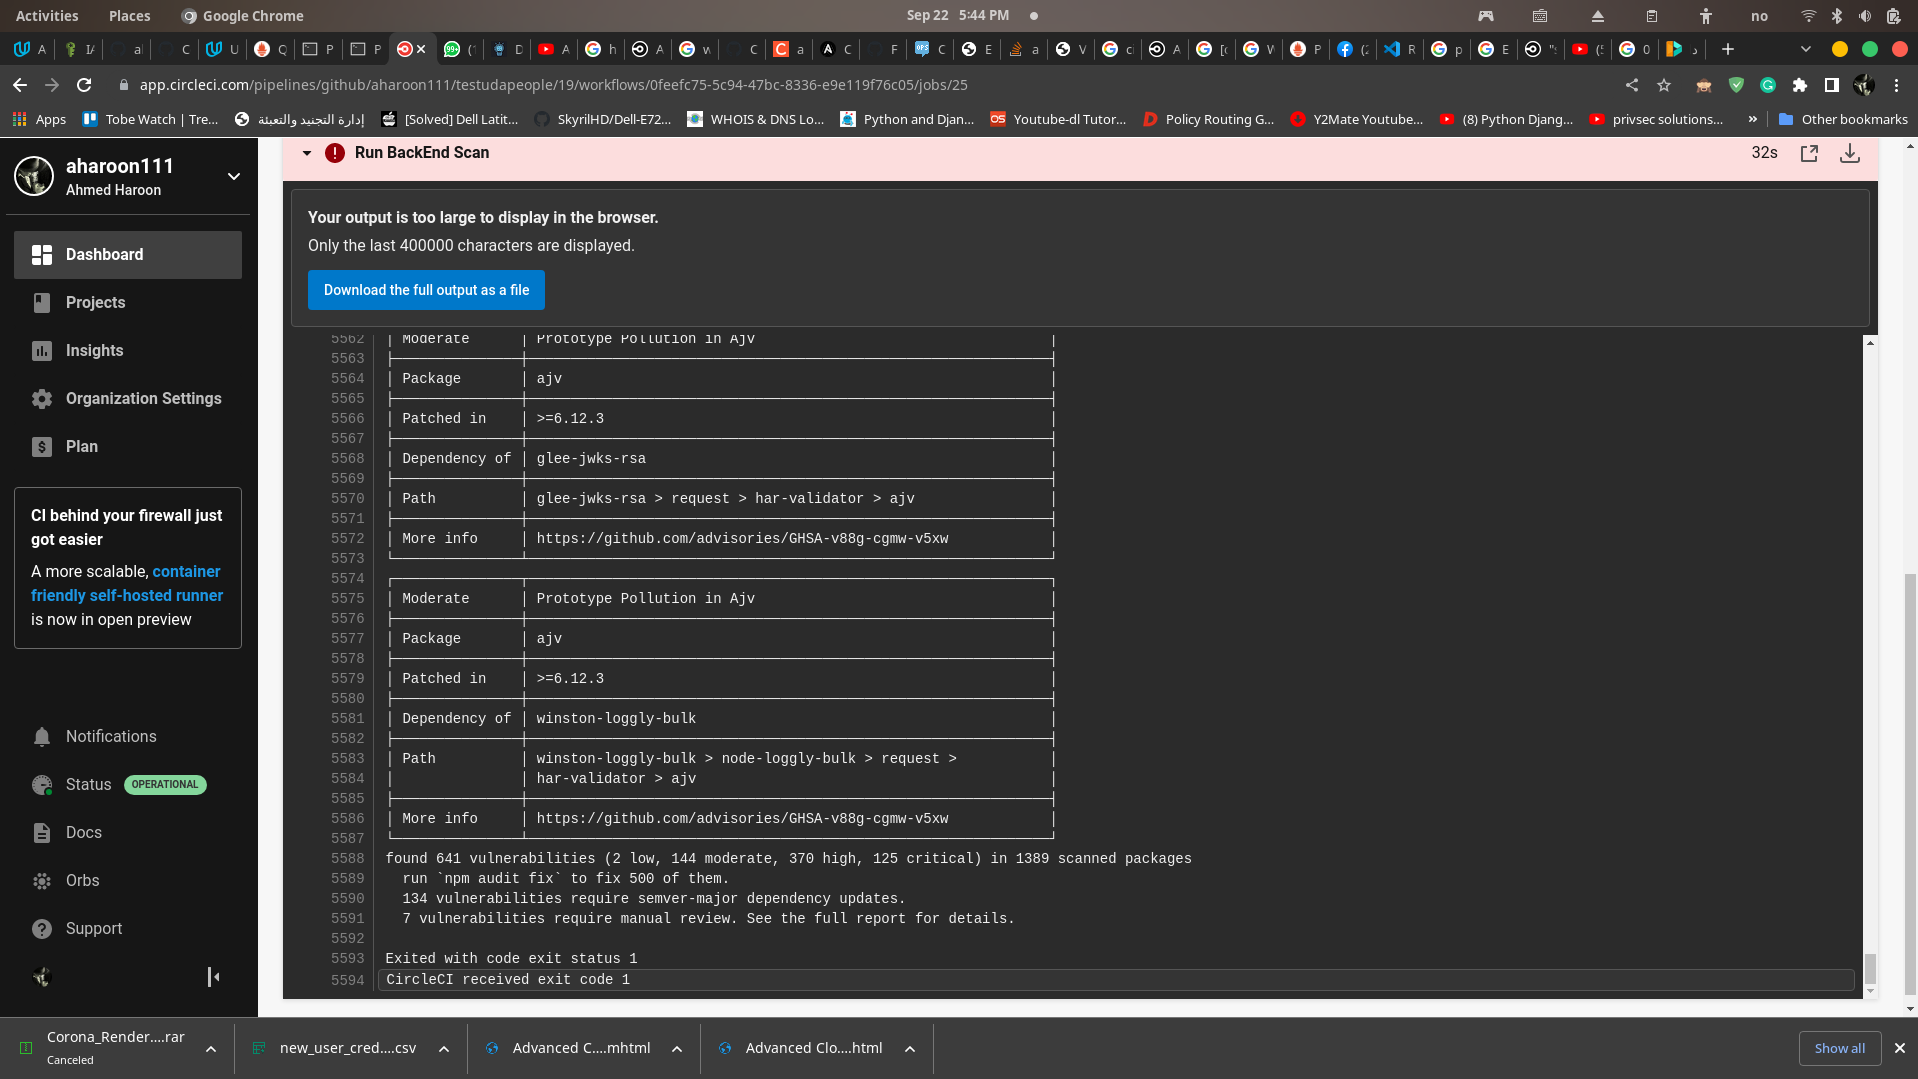 Activities Places Google Chrome Sep 22 5:44 PM no
app.circleci.com/pipelines/github/aharoon111/testudapeople/19/workflows/0feefc75-5c94-47bc-8336-e9e119f76c05/jobs/25
Apps Tobe Watch | Tre... إدارة التجنيد والتعبئة [Solved] Dell Latit... SkyrilHD/Dell-E72... WHOIS & DNS Lo... Python and Djan... Youtube-dl Tutor... Policy Routing G... Y2Mate Youtube... (8) Python Djang... privsec solutions... » Other bookmarks
aharoon111
Ahmed Haroon
Dashboard
Projects
Insights
Organization Settings
Plan
CI behind your firewall just
got easier
A more scalable, container
friendly self-hosted runner
is now in open preview
Notifications
Status OPERATIONAL
Docs
Orbs
Support
Run BackEnd Scan 32s
Your output is too large to display in the browser.
Only the last 400000 characters are displayed.
Download the full output as a file
5562 | Moderate | Prototype Pollution in Ajv |
5563
5564 | Package | ajv |
5565
5566 | Patched in | >=6.12.3 |
5567
5568 | Dependency of | glee-jwks-rsa |
5569
5570 | Path | glee-jwks-rsa > request > har-validator > ajv |
5571
5572 | More info | https://github.com/advisories/GHSA-v88g-cgmw-v5xw |
5573
5574
5575 | Moderate | Prototype Pollution in Ajv |
5576
5577 | Package | ajv |
5578
5579 | Patched in | >=6.12.3 |
5580
5581 | Dependency of | winston-loggly-bulk |
5582
5583 | Path | winston-loggly-bulk > node-loggly-bulk > request > |
5584 | | har-validator > ajv |
5585
5586 | More info | https://github.com/advisories/GHSA-v88g-cgmw-v5xw |
5587
5588 found 641 vulnerabilities (2 low, 144 moderate, 370 high, 125 critical) in 1389 scanned packages
5589 run `npm audit fix` to fix 500 of them.
5590 134 vulnerabilities require semver-major dependency updates.
5591 7 vulnerabilities require manual review. See the full report for details.
5592
5593 Exited with code exit status 1
5594 CircleCI received exit code 1
Corona_Render....rar
Canceled
new_user_cred....csv
Advanced C....mhtml
Advanced Clo....html
Show all